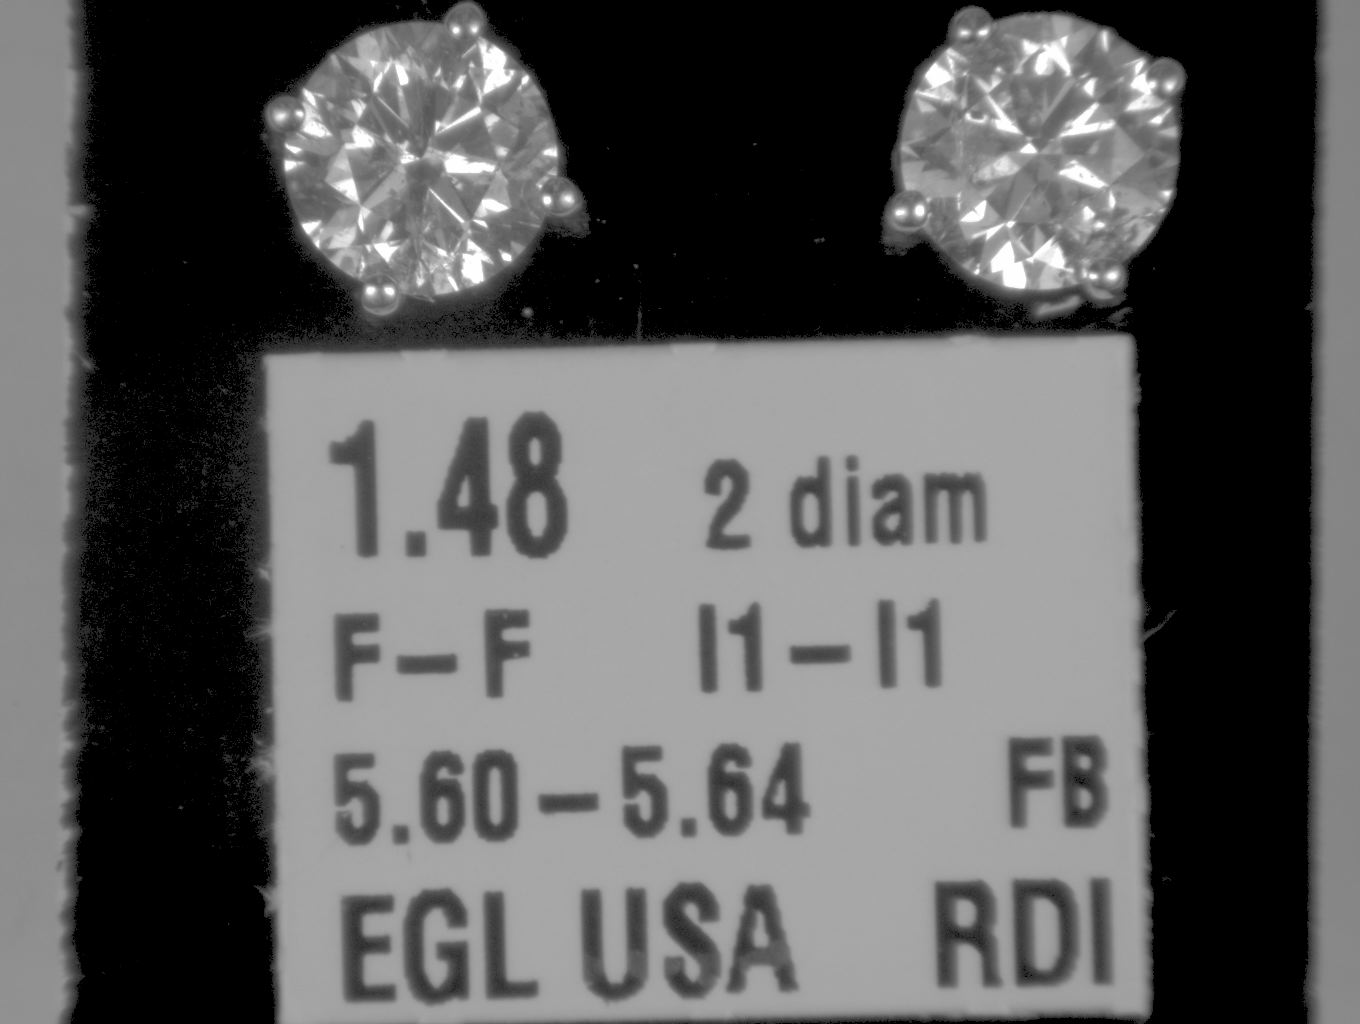 1.48 2 diam
F-F I1-I1
5.60-5.64 FB
EGL USA RDI